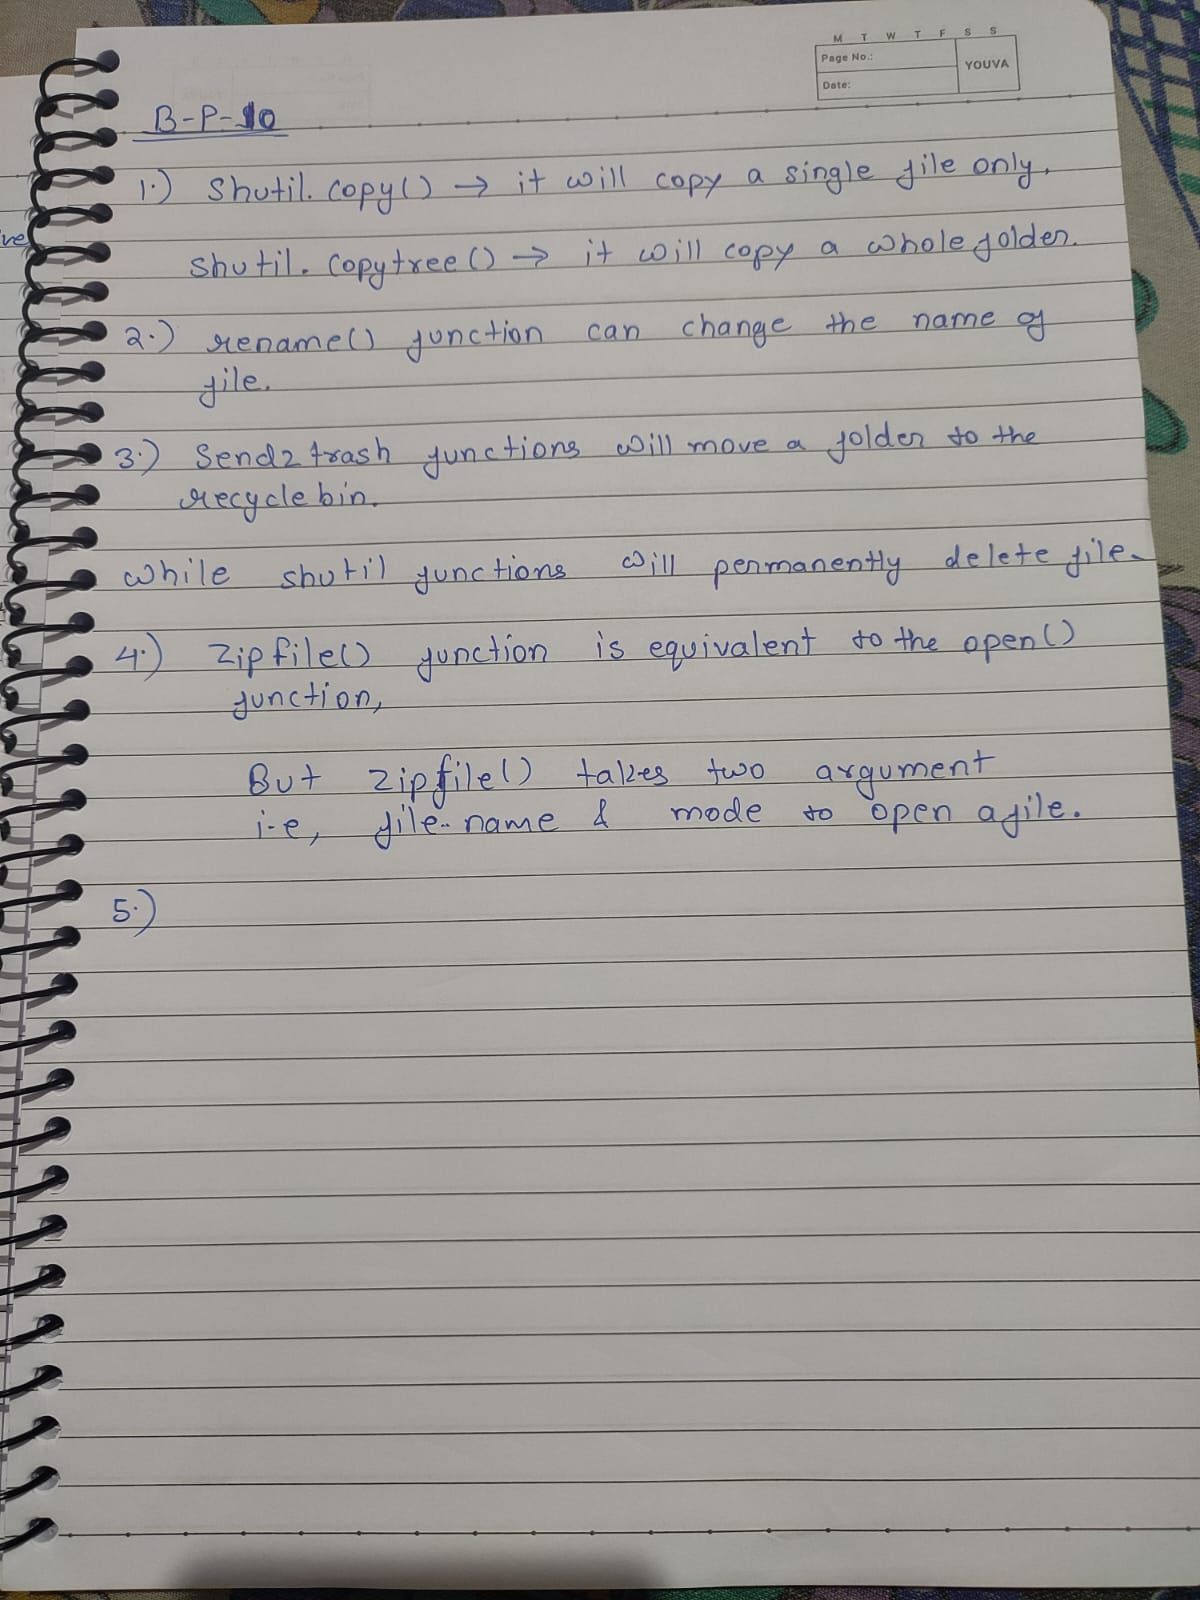 M T W T F S S
Page No.:
YOUVA
Date:
B-P-10
1.) Shutil.copy() → it will copy a single file only.
Shutil.copytree() → it will copy a whole folder.
2.) rename() function can change the name of
file.
3.) Send2trash functions will move a folder to the
recycle bin.
While shutil functions will permanently delete file.
4.) Zipfile() function is equivalent to the open()
function,
But zipfile() takes two argument
i-e, file-name & mode to open a file.
5.)